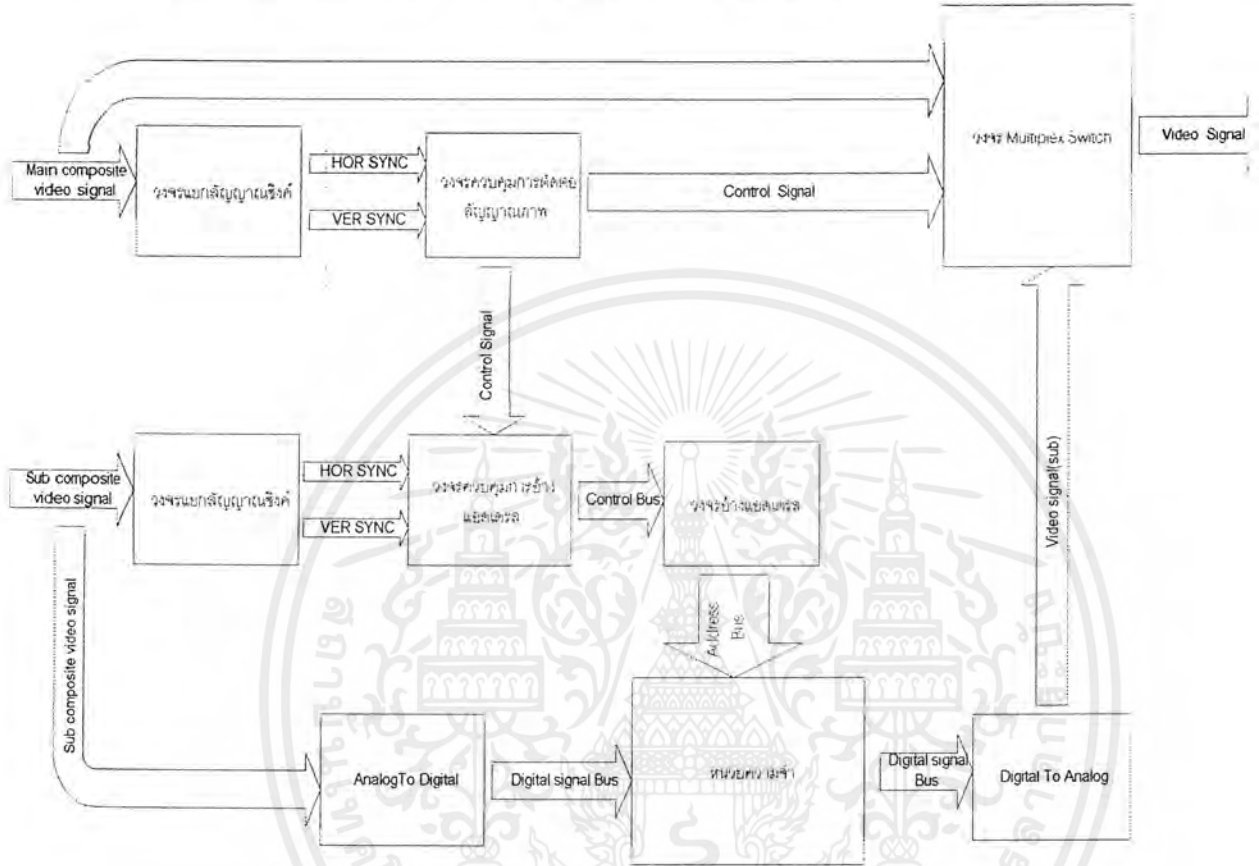 Main composite
video signal
วงจรแยกสัญญาณซิงค์
HOR SYNC
VER SYNC
วงจรควบคุมการตัดต่อ
สัญญาณภาพ
Control Signal
วงจร Multiplex Switch
Video Signal
Control Signal
Sub composite
video signal
วงจรแยกสัญญาณซิงค์
HOR SYNC
VER SYNC
วงจรควบคุมการอ้าง
แอดเดรส
Control Bus
วงจรอ้างแอดเดรส
Video signal(sub)
Address
Bus
Sub composite video signal
AnalogTo Digital
Digital signal Bus
หน่วยความจำ
Digital signal
Bus
Digital To Analog